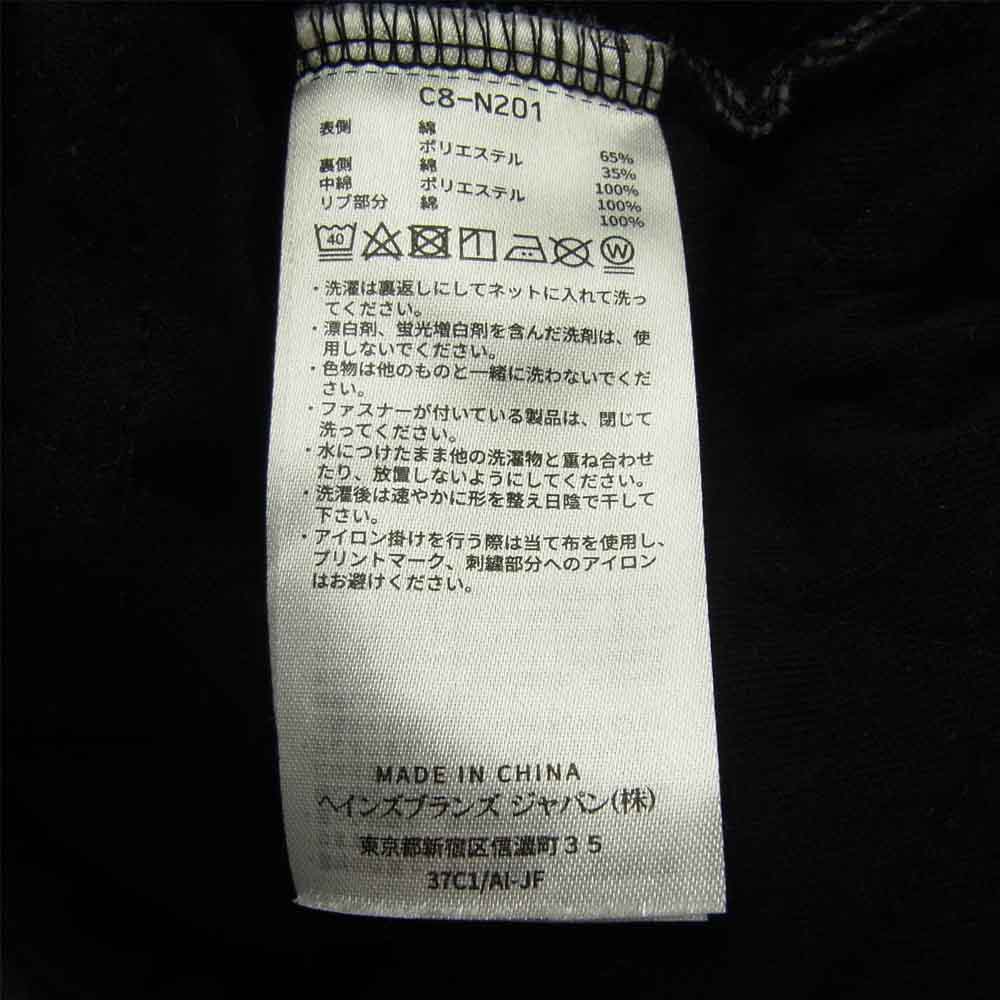 C8-N201
表側 綿 65%
ポリエステル 35%
裏側 綿 100%
中綿 ポリエステル 100%
リブ部分 綿 100%
40 W
・洗濯は裏返しにしてネットに入れて洗っ
てください。
・漂白剤、蛍光増白剤を含んだ洗剤は、使
用しないでください。
・色物は他のものと一緒に洗わないでくだ
さい。
・ファスナーが付いている製品は、閉じて
洗ってください。
・水につけたまま他の洗濯物と重ね合わせ
たり、放置しないようにしてください。
・洗濯後は速やかに形を整え日陰で干して
下さい。
・アイロン掛けを行う際は当て布を使用し、
プリントマーク、刺繍部分へのアイロン
はお避けください。
MADE IN CHINA
ヘインズブランズ ジャパン(株)
東京都新宿区信濃町35
37C1/AI-JF